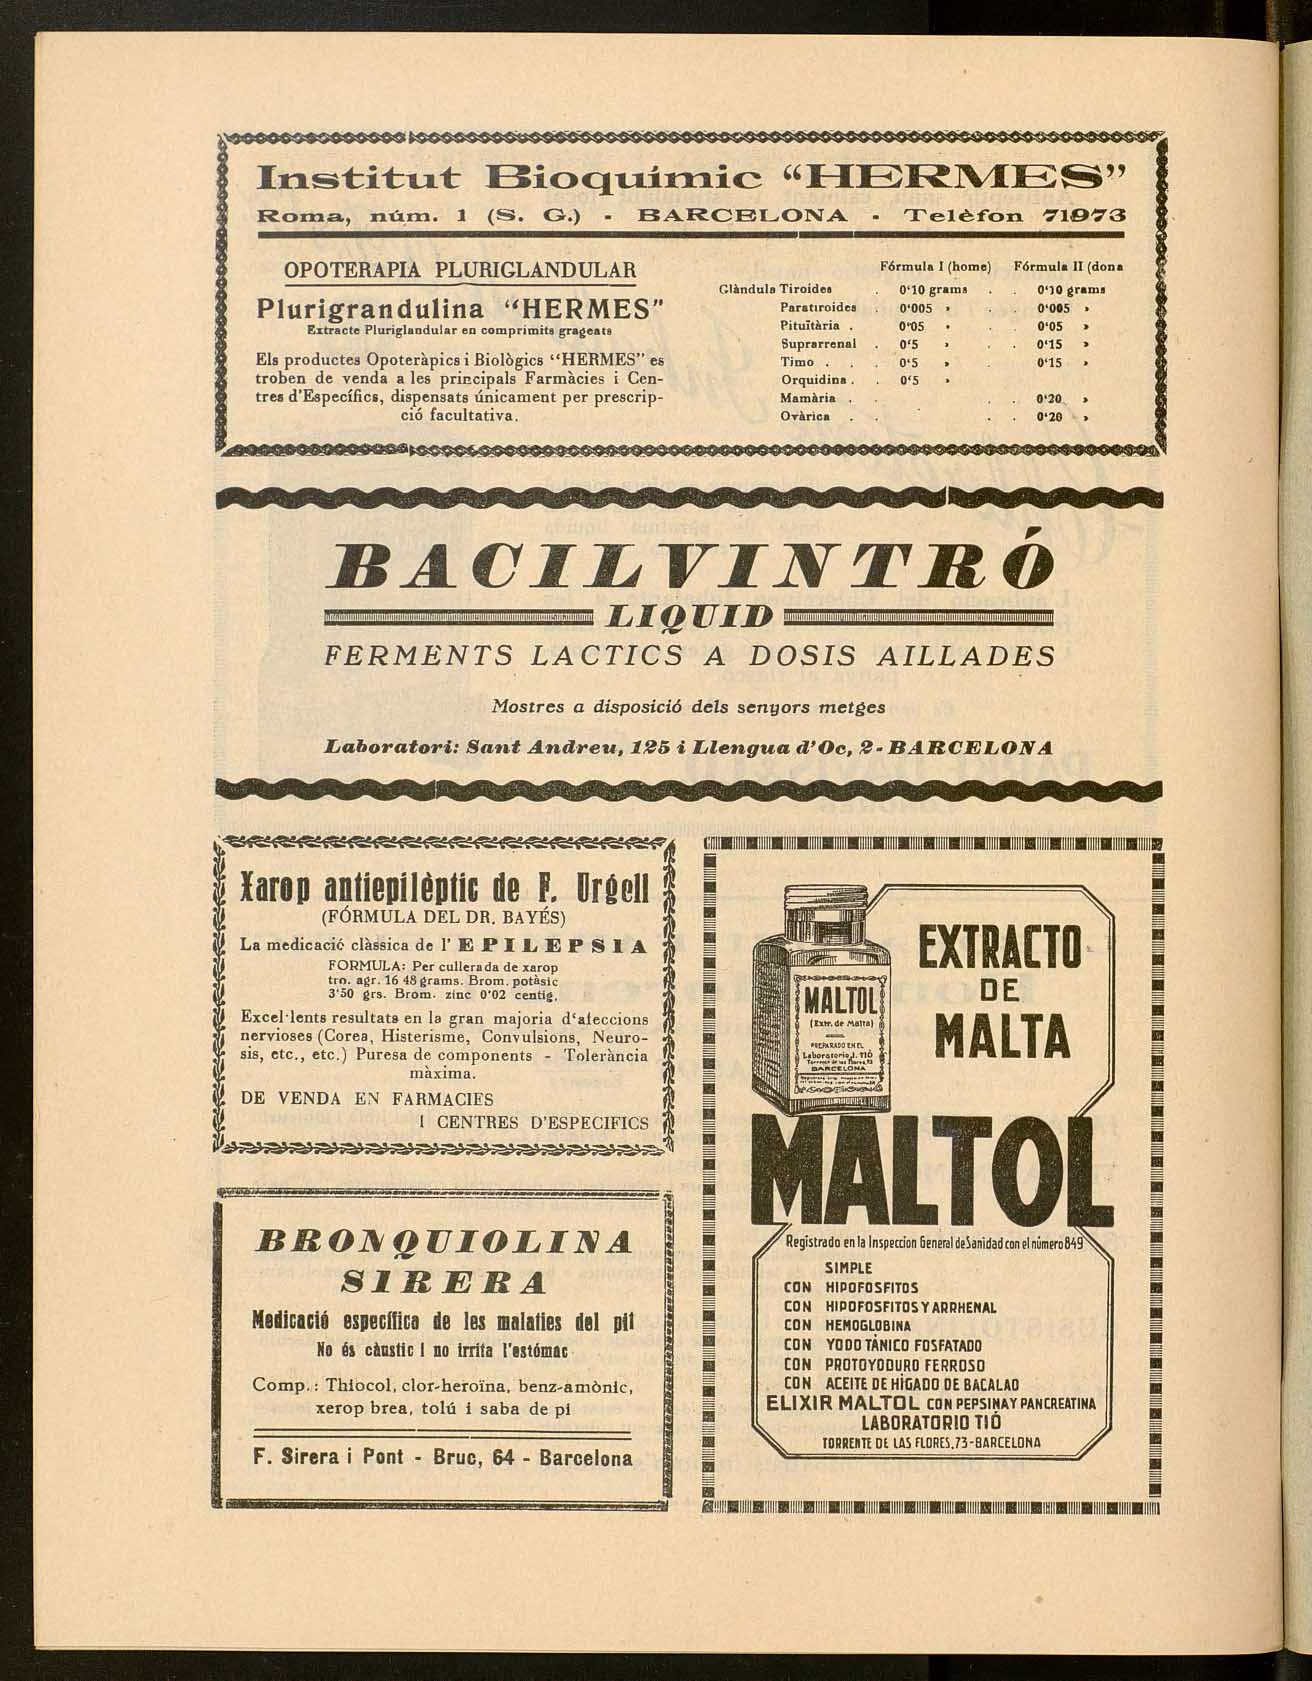 Institut Bioquímic “HERMES”
Roma, núm. 1 (S. G.) - BARCELONA - Telèfon 71973
OPOTERAPIA PLURIGLANDULAR
Plurigrandulina “HERMES”
Extracte Pluriglandular en comprimits grageats
Els productes Opoteràpics i Biològics “HERMES” es
troben de venda a les principals Farmàcies i Cen-
tres d'Específics, dispensats únicament per prescrip-
ció facultativa.
Fórmula I (home) Fórmula II (dona
Glàndula Tiroides . 0'10 grams . . 0'10 grams
Paratiroides . 0'005 » . . 0'005 »
Pituïtària . 0'05 » . . 0'05 »
Suprarrenal . 0'5 » . . 0'15 »
Timo . . . 0'5 » . . 0'15 »
Orquidina . . 0'5 »
Mamària . . . . 0'20 »
Ovàrica . . . . 0'20 »
BACILVINTRÓ
LIQUID
FERMENTS LACTICS A DOSIS AILLADES
Mostres a disposició dels senyors metges
Laboratori: Sant Andreu, 125 i Llengua d'Oc, 2 - BARCELONA
Xarop antiepilèptic de F. Urgell
(FÓRMULA DEL DR. BAYÉS)
La medicació clàssica de l' EPILEPSIA
FORMULA: Per cullerada de xarop
trn. agr. 16 48 grams. Brom. potàsic
3'50 grs. Brom. zinc 0'02 centig.
Excel·lents resultats en la gran majoria d'afeccions
nervioses (Corea, Histerisme, Convulsions, Neuro-
sis, etc., etc.) Puresa de components - Tolerància
màxima.
DE VENDA EN FARMACIES
I CENTRES D'ESPECIFICS
BRONQUIOLINA
SIRERA
Medicació específica de les malaties del pit
No és càustic i no irrita l'estómac
Comp.: Thiocol, clor-heroïna, benz-amònic,
xerop brea, tolú i saba de pi
F. Sirera i Pont - Bruc, 64 - Barcelona
MALTOL
(Extr. de Malta)
PREPARADO EN EL
Laboratorio J. TIÓ
Torrente de las Flores, 73
BARCELONA
EXTRACTO
DE
MALTA
MALTOL
Registrado en la Inspeccion General de Sanidad con el número 849
SIMPLE
CON HIPOFOSFITOS
CON HIPOFOSFITOS Y ARRHENAL
CON HEMOGLOBINA
CON YODO TÁNICO FOSFATADO
CON PROTOYODURO FERROSO
CON ACEITE DE HÍGADO DE BACALAO
ELIXIR MALTOL CON PEPSINA Y PANCREATINA
LABORATORIO TIÓ
TORRENTE DE LAS FLORES, 73 - BARCELONA